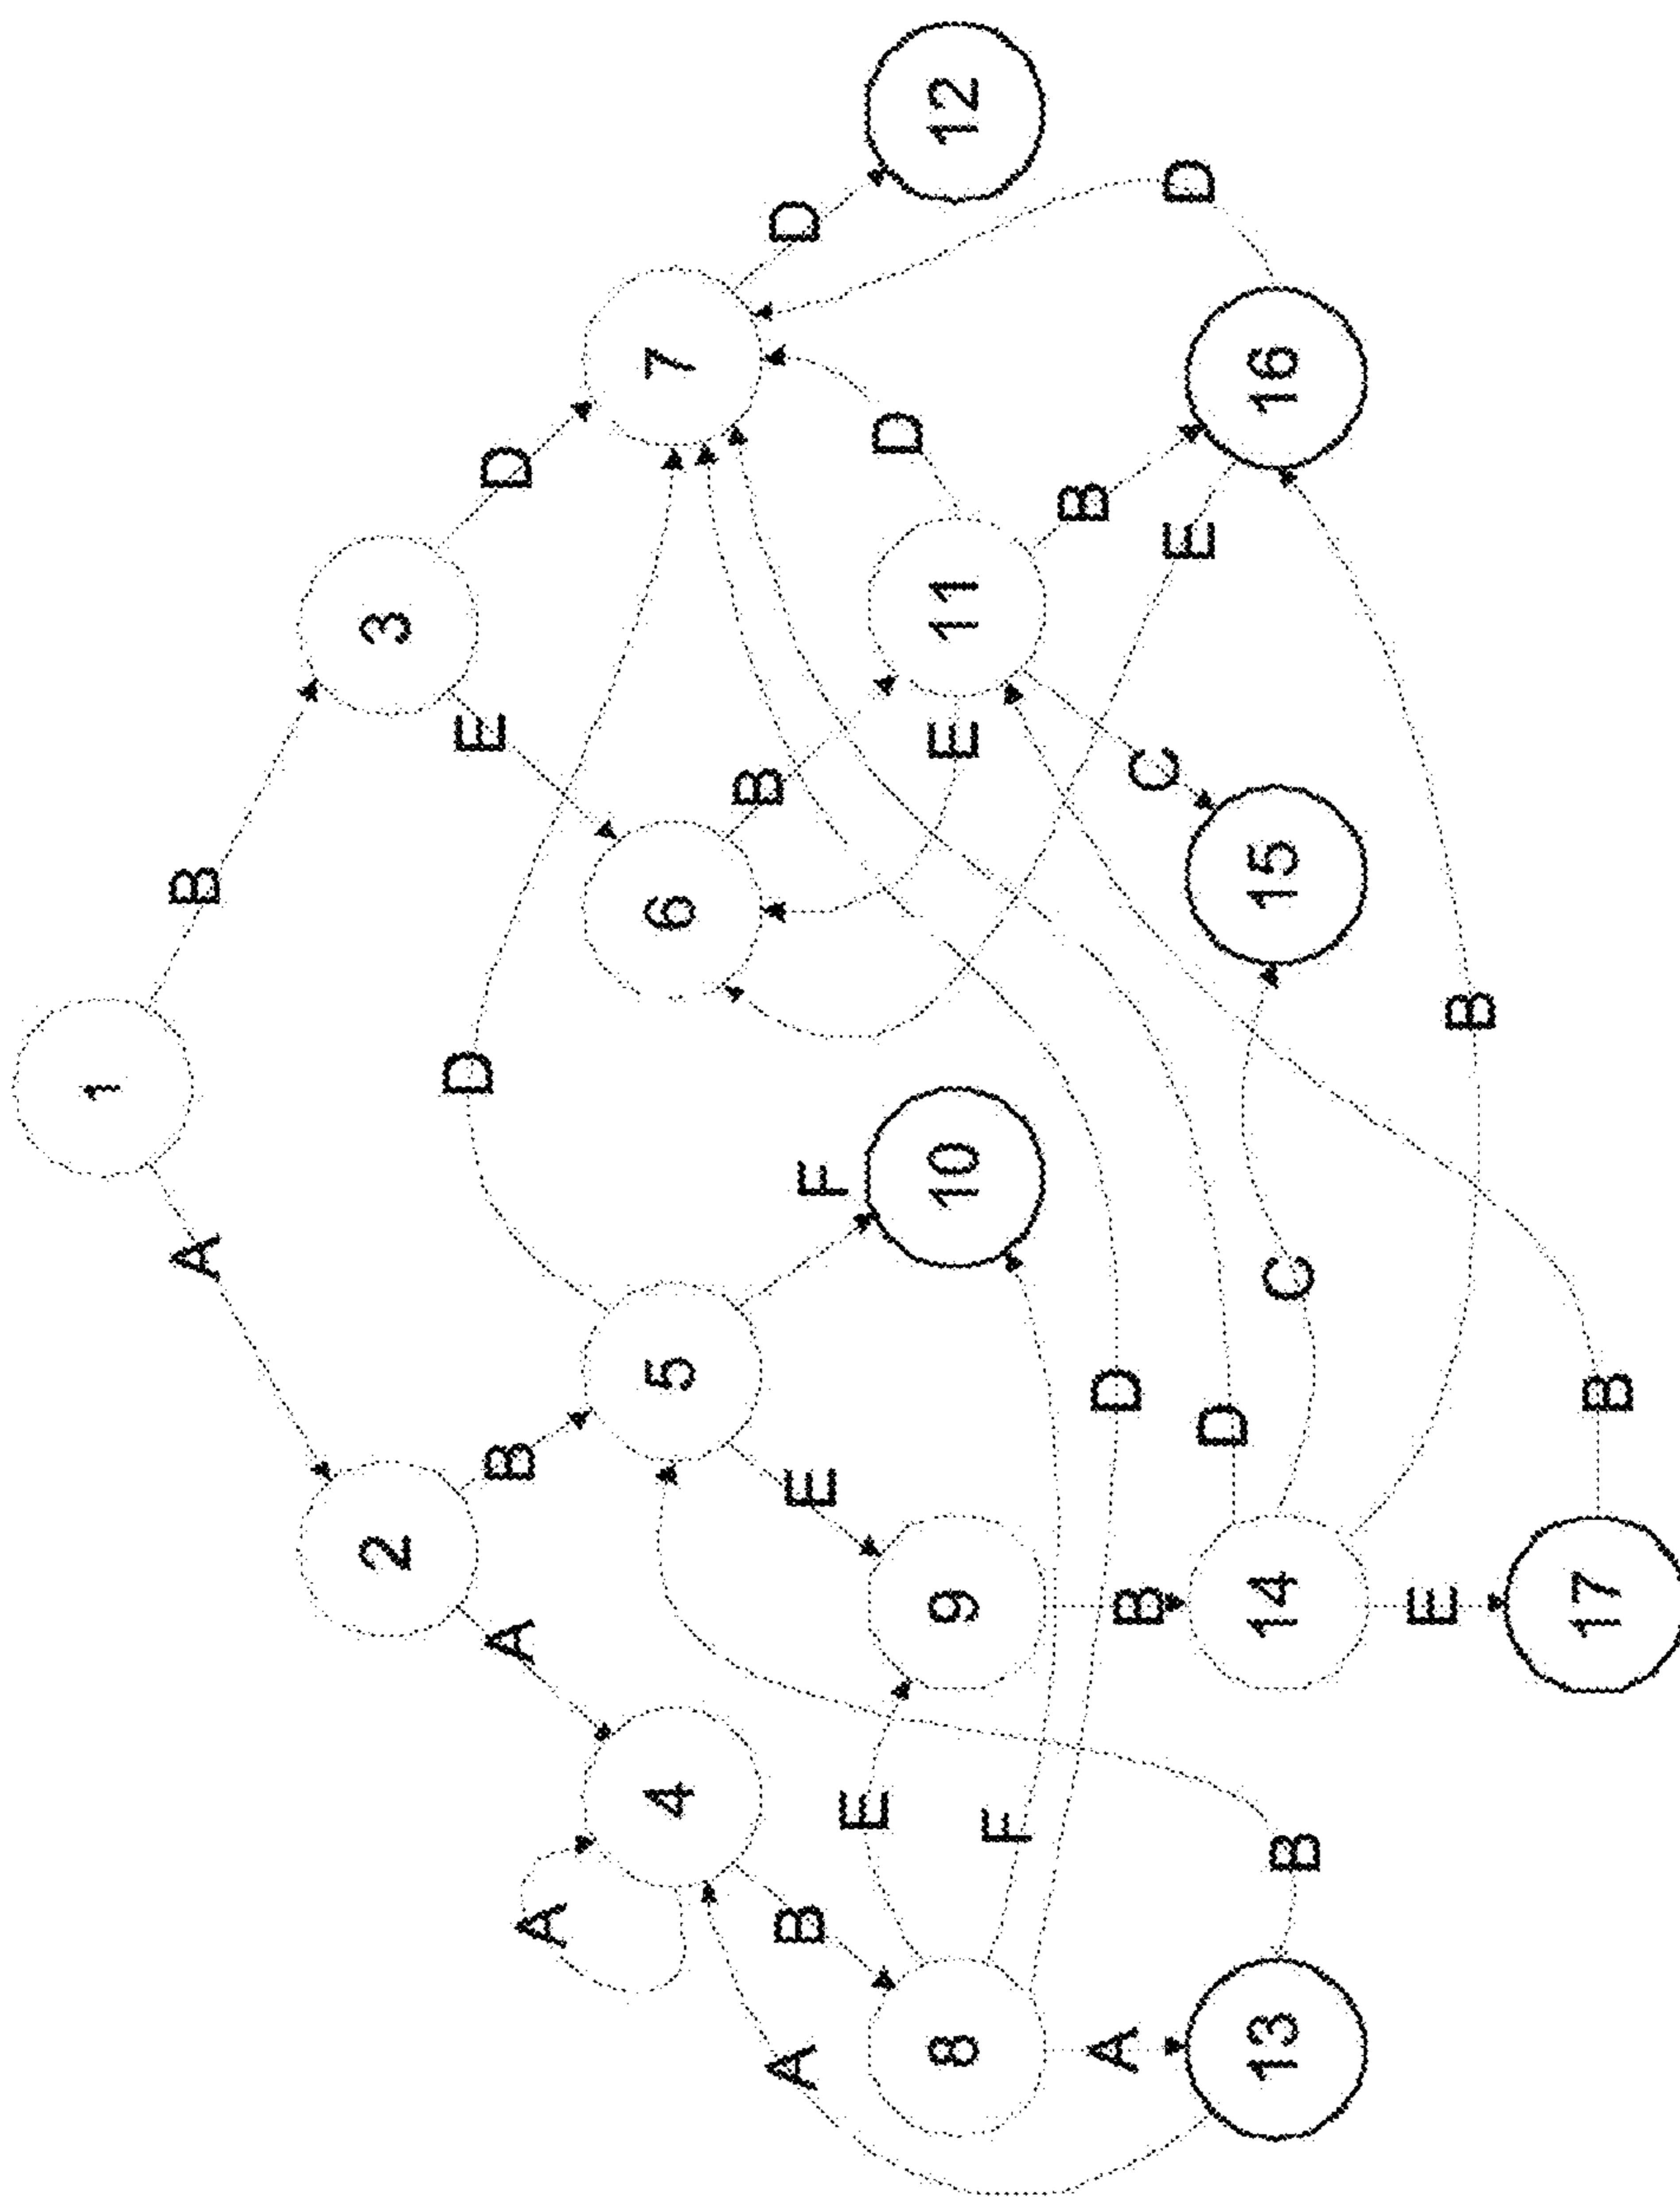 1
A B
2 3
A A B D E D
4 5 6 7
A B E F B D
E D
8 9 10 E 11 12
F
A B D B
D C E D
13 B 14 C 15 16
E B
17 B